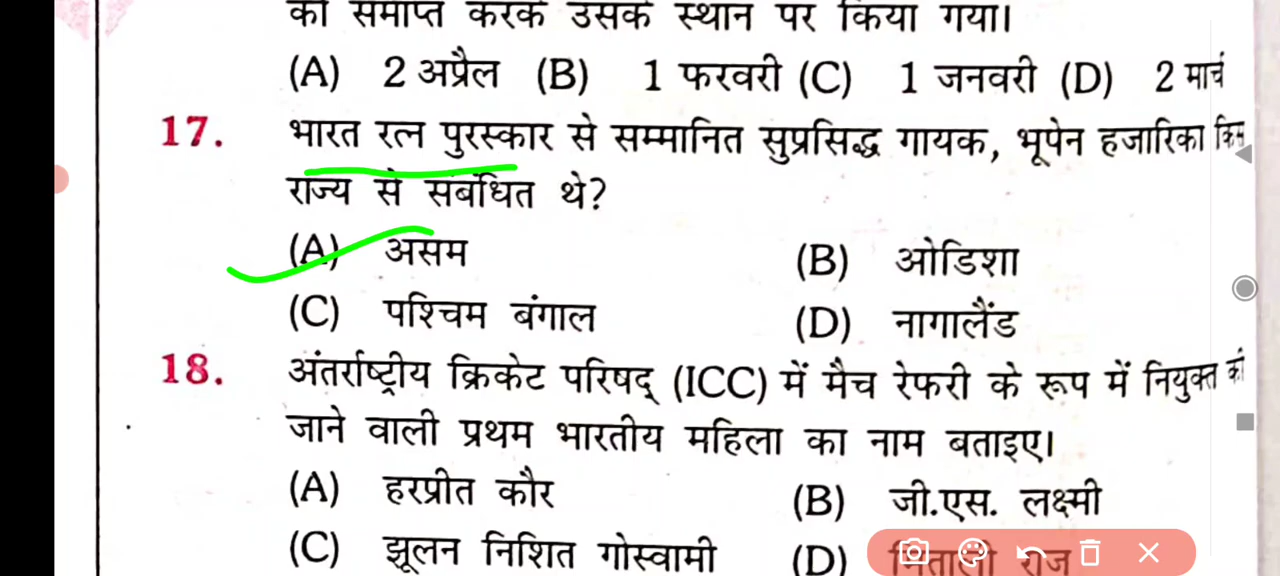 को समाप्त करके उसके स्थान पर किया गया।
(A) 2 अप्रैल (B) 1 फरवरी (C) 1 जनवरी (D) 2 मार्च
17. भारत रत्न पुरस्कार से सम्मानित सुप्रसिद्ध गायक, भूपेन हजारिका किस
राज्य से संबंधित थे?
(A) असम (B) ओडिशा
(C) पश्चिम बंगाल (D) नागालैंड
18. अंतर्राष्ट्रीय क्रिकेट परिषद् (ICC) में मैच रेफरी के रूप में नियुक्त की
जाने वाली प्रथम भारतीय महिला का नाम बताइए।
(A) हरप्रीत कौर (B) जी.एस. लक्ष्मी
(C) झूलन निशित गोस्वामी (D) मिताली राज